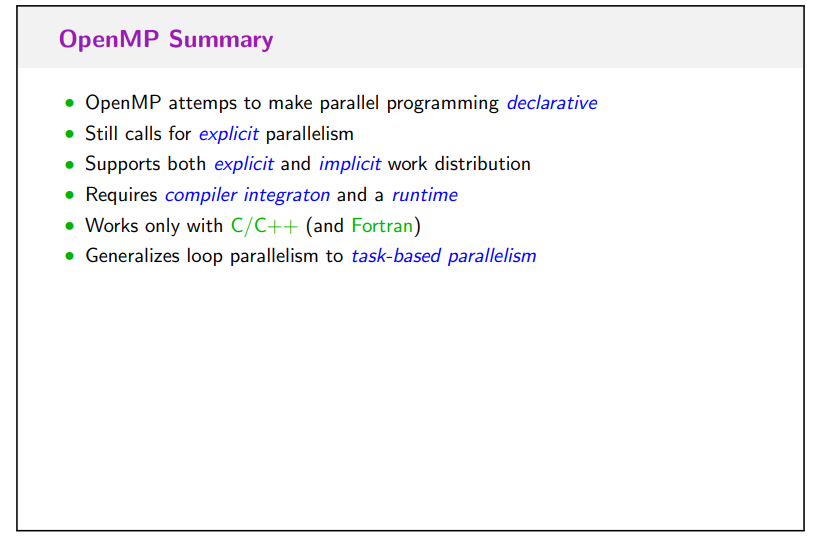 OpenMP Summary
• OpenMP attemps to make parallel programming declarative
• Still calls for explicit parallelism
• Supports both explicit and implicit work distribution
• Requires compiler integraton and a runtime
• Works only with C/C++ (and Fortran)
• Generalizes loop parallelism to task-based parallelism